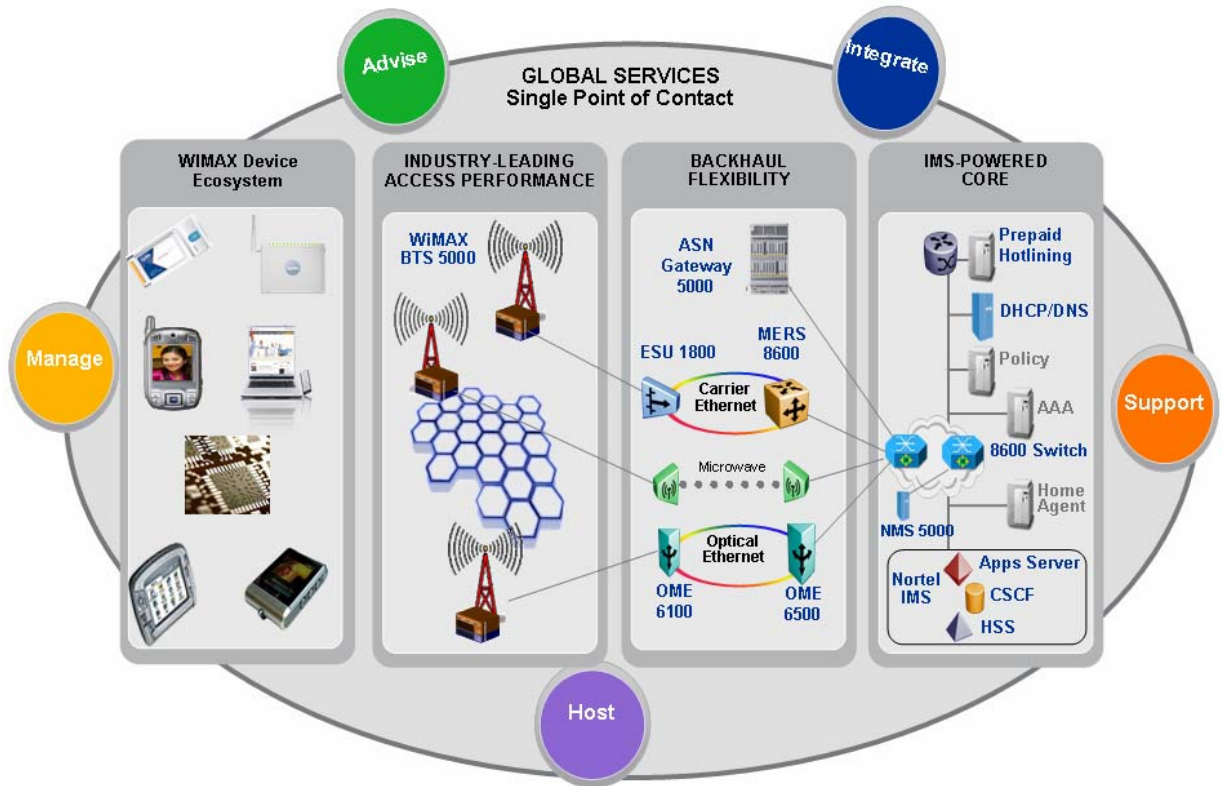 Advise
Integrate
GLOBAL SERVICES
Single Point of Contact
WIMAX Device
Ecosystem
INDUSTRY-LEADING
ACCESS PERFORMANCE
BACKHAUL
FLEXIBILITY
IMS-POWERED
CORE
WiMAX
BTS 5000
ASN
Gateway
5000
ESU 1800
MERS
8600
Carrier
Ethernet
Microwave
Optical
Ethernet
OME
6100
OME
6500
Prepaid
Hotlining
DHCP/DNS
Policy
AAA
8600 Switch
Home
Agent
NMS 5000
Nortel
IMS
Apps Server
CSCF
HSS
Manage
Support
Host